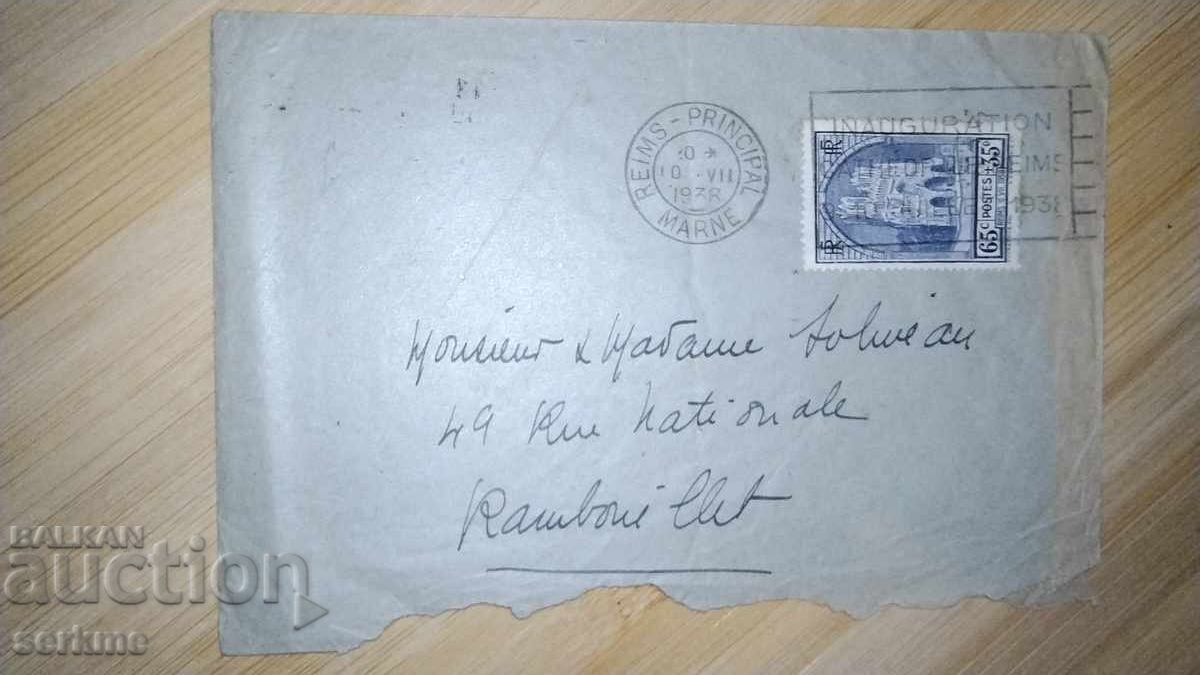 REIMS - PRINCIPAL
10 VII
1938
MARNE
INAUGURATION
1938
65c POSTES +35c
RF
RF
Monsieur & Madame
49 Rue Nationale
Rambouillet
BALKAN
auction
serkme